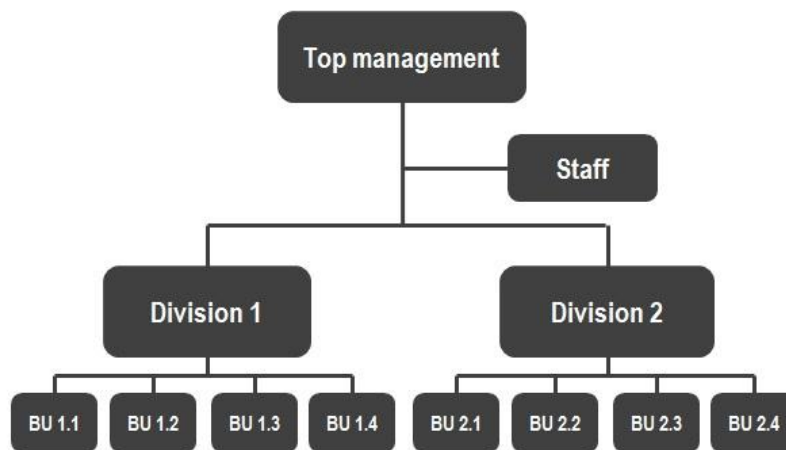 Top management
Staff
Division 1
Division 2
BU 1.1
BU 1.2
BU 1.3
BU 1.4
BU 2.1
BU 2.2
BU 2.3
BU 2.4